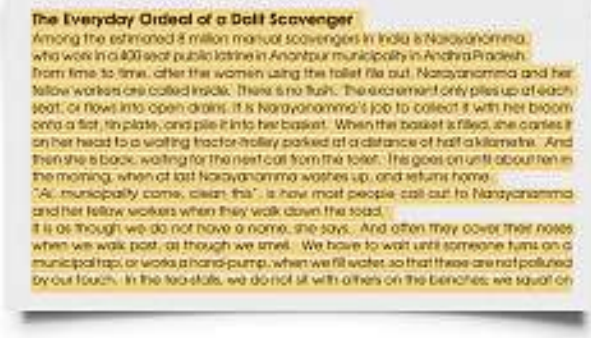 The Everyday Ordeal of a Dalit Scavenger
Among the estimated 8 million manual scavengers in India is Narayanamma,
who work in a 400 seat public latrine in Anantpur municipality in Andhra Pradesh.
From time to time, after the women using the toilet file out, Narayanamma and her
fellow workers are called inside. There is no flush. The excrement only piles up at each
seat, or flows into open drains. It is Narayanamma's job to collect it with her broom
onto a flat, tin plate, and pile it into her basket. When the basket is filled, she carries it
on her head to a waiting tractor-trolley parked at a distance of half a kilometre. And
then she is back, waiting for the next call from the toilet. This goes on until about ten in
the morning, when at last Narayanamma washes up, and returns home.
"Ai, municipality come, clean this", is how most people call out to Narayanamma
and her fellow workers when they walk down the road.
It is as though we do not have a name, she says. And often they cover their noses
when we walk past, as though we smell. We have to wait until someone turns on a
municipal tap, or works a hand-pump, when we fill water, so that these are not polluted
by our touch. In the tea-stalls, we do not sit with others on the benches; we squat on